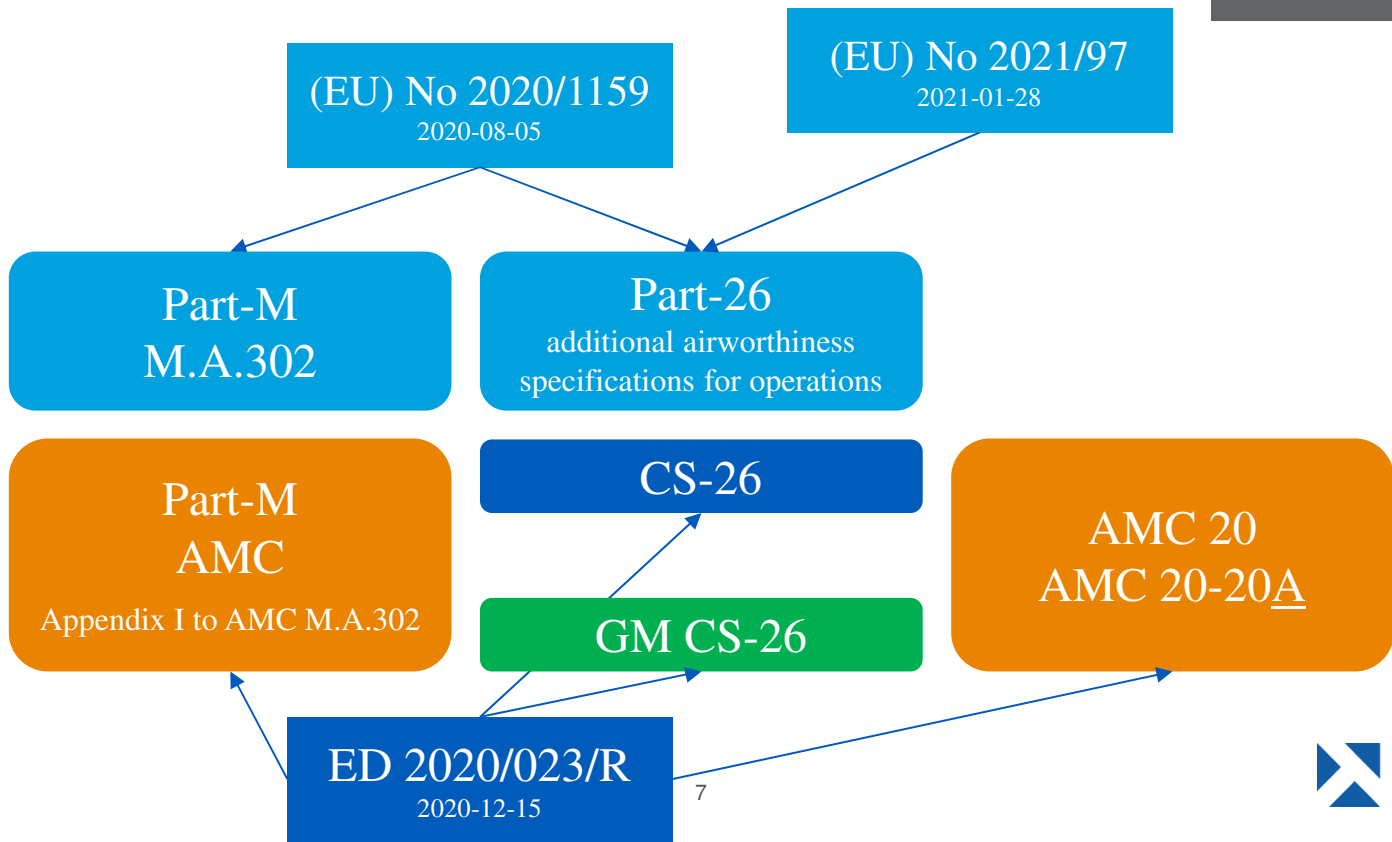 (EU) No 2020/1159
2020-08-05
(EU) No 2021/97
2021-01-28
Part-M
M.A.302
Part-26
additional airworthiness
specifications for operations
Part-M
AMC
Appendix I to AMC M.A.302
CS-26
GM CS-26
AMC 20
AMC 20-20A
ED 2020/023/R
2020-12-15
7